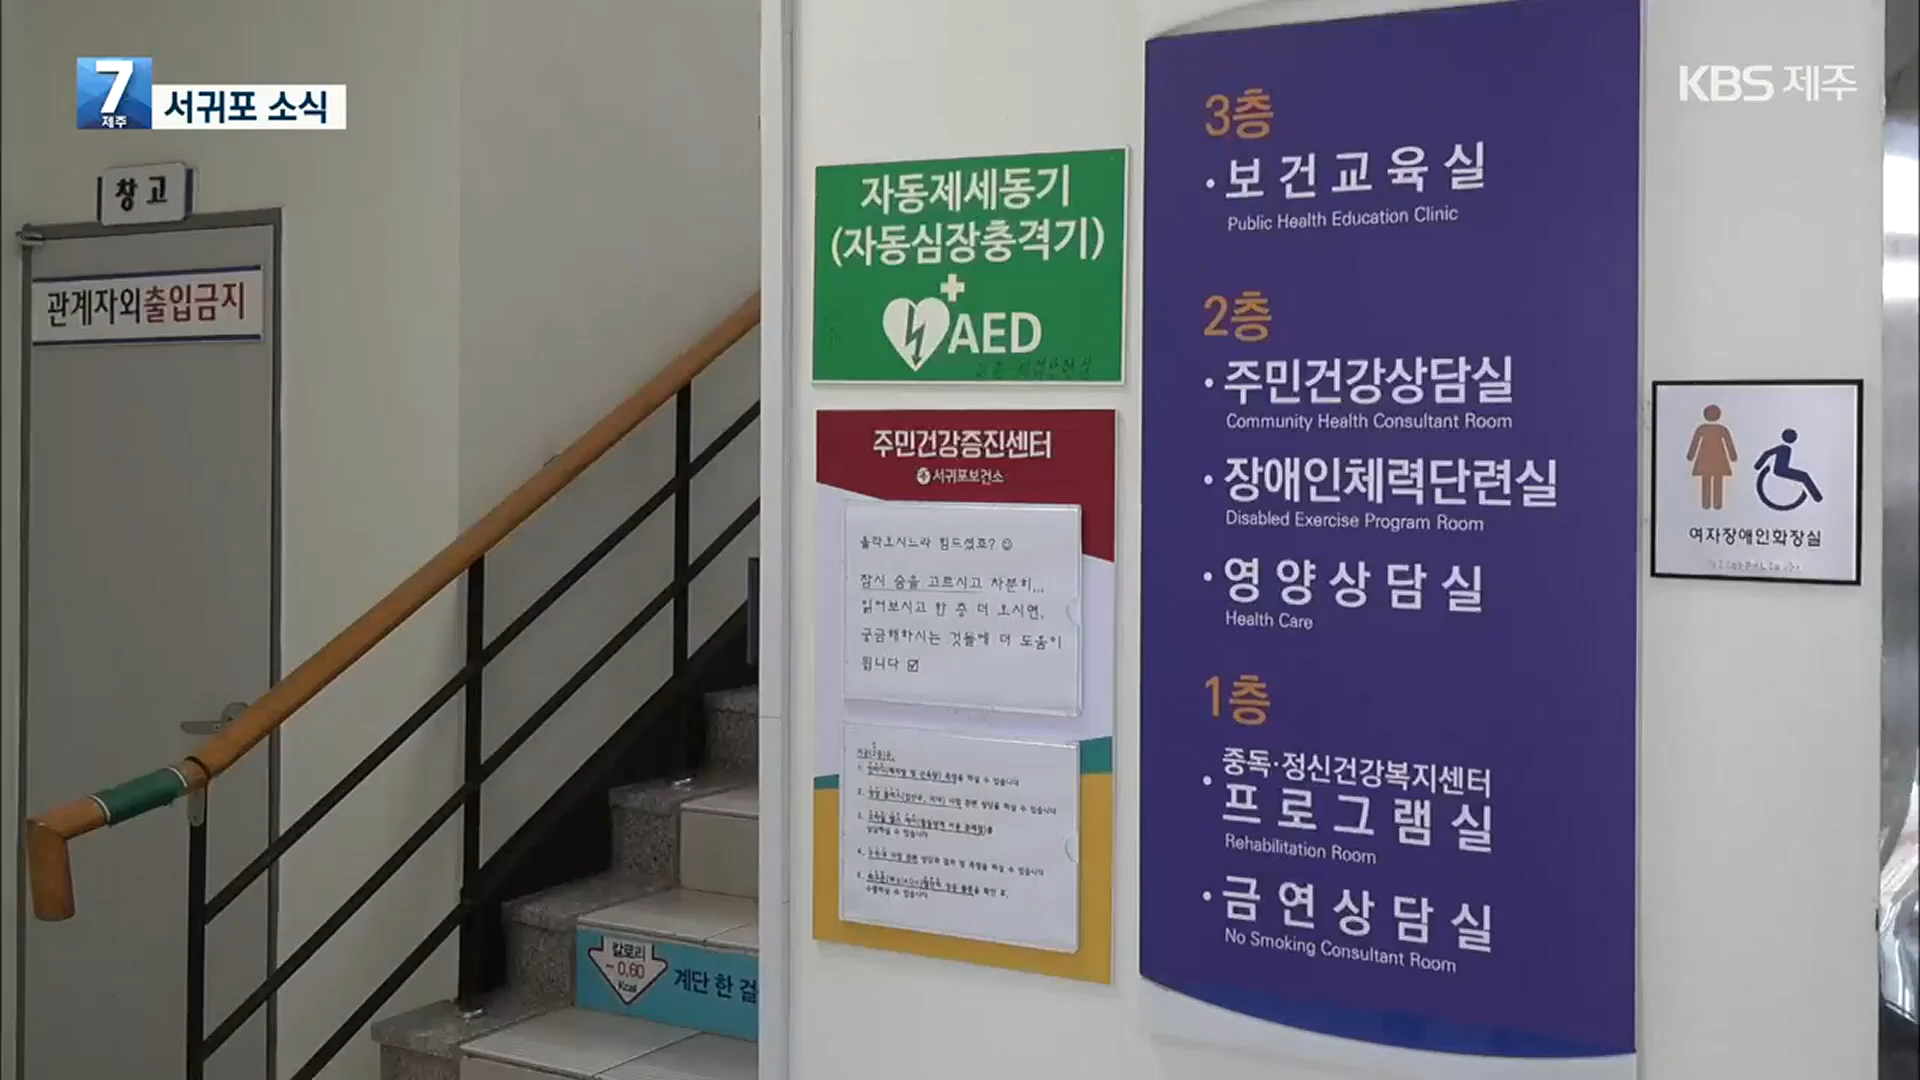 7 제주
서귀포 소식
KBS 제주
창고
관계자외출입금지
자동제세동기
(자동심장충격기)
AED
주민건강증진센터
서귀포보건소
올라오시느라 힘드셨죠?
잠시 숨을 고르시고 차분히...
읽어보시고 한 층 더 오시면,
궁금해하시는 것들에 더 도움이
됩니다
칼로리
-0.60
Kcal
계단 한 걸
3층
·보건교육실
Public Health Education Clinic
2층
·주민건강상담실
Community Health Consultant Room
·장애인체력단련실
Disabled Exercise Program Room
·영양상담실
Health Care
1층
·중독·정신건강복지센터
프로그램실
Rehabilitation Room
·금연상담실
No Smoking Consultant Room
여자장애인화장실